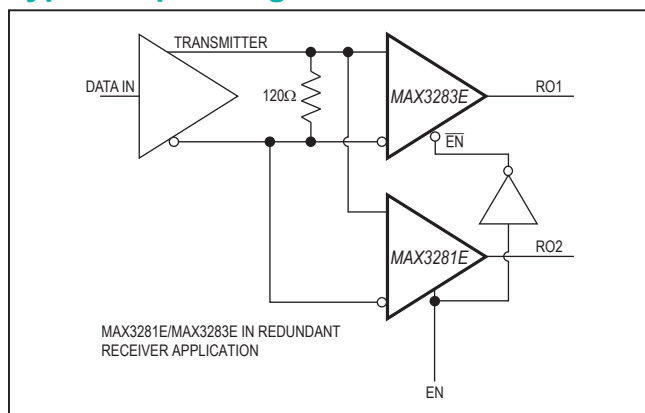 TRANSMITTER
DATA IN
120Ω
MAX3283E
RO1
EN
MAX3281E
RO2
MAX3281E/MAX3283E IN REDUNDANT
RECEIVER APPLICATION
EN